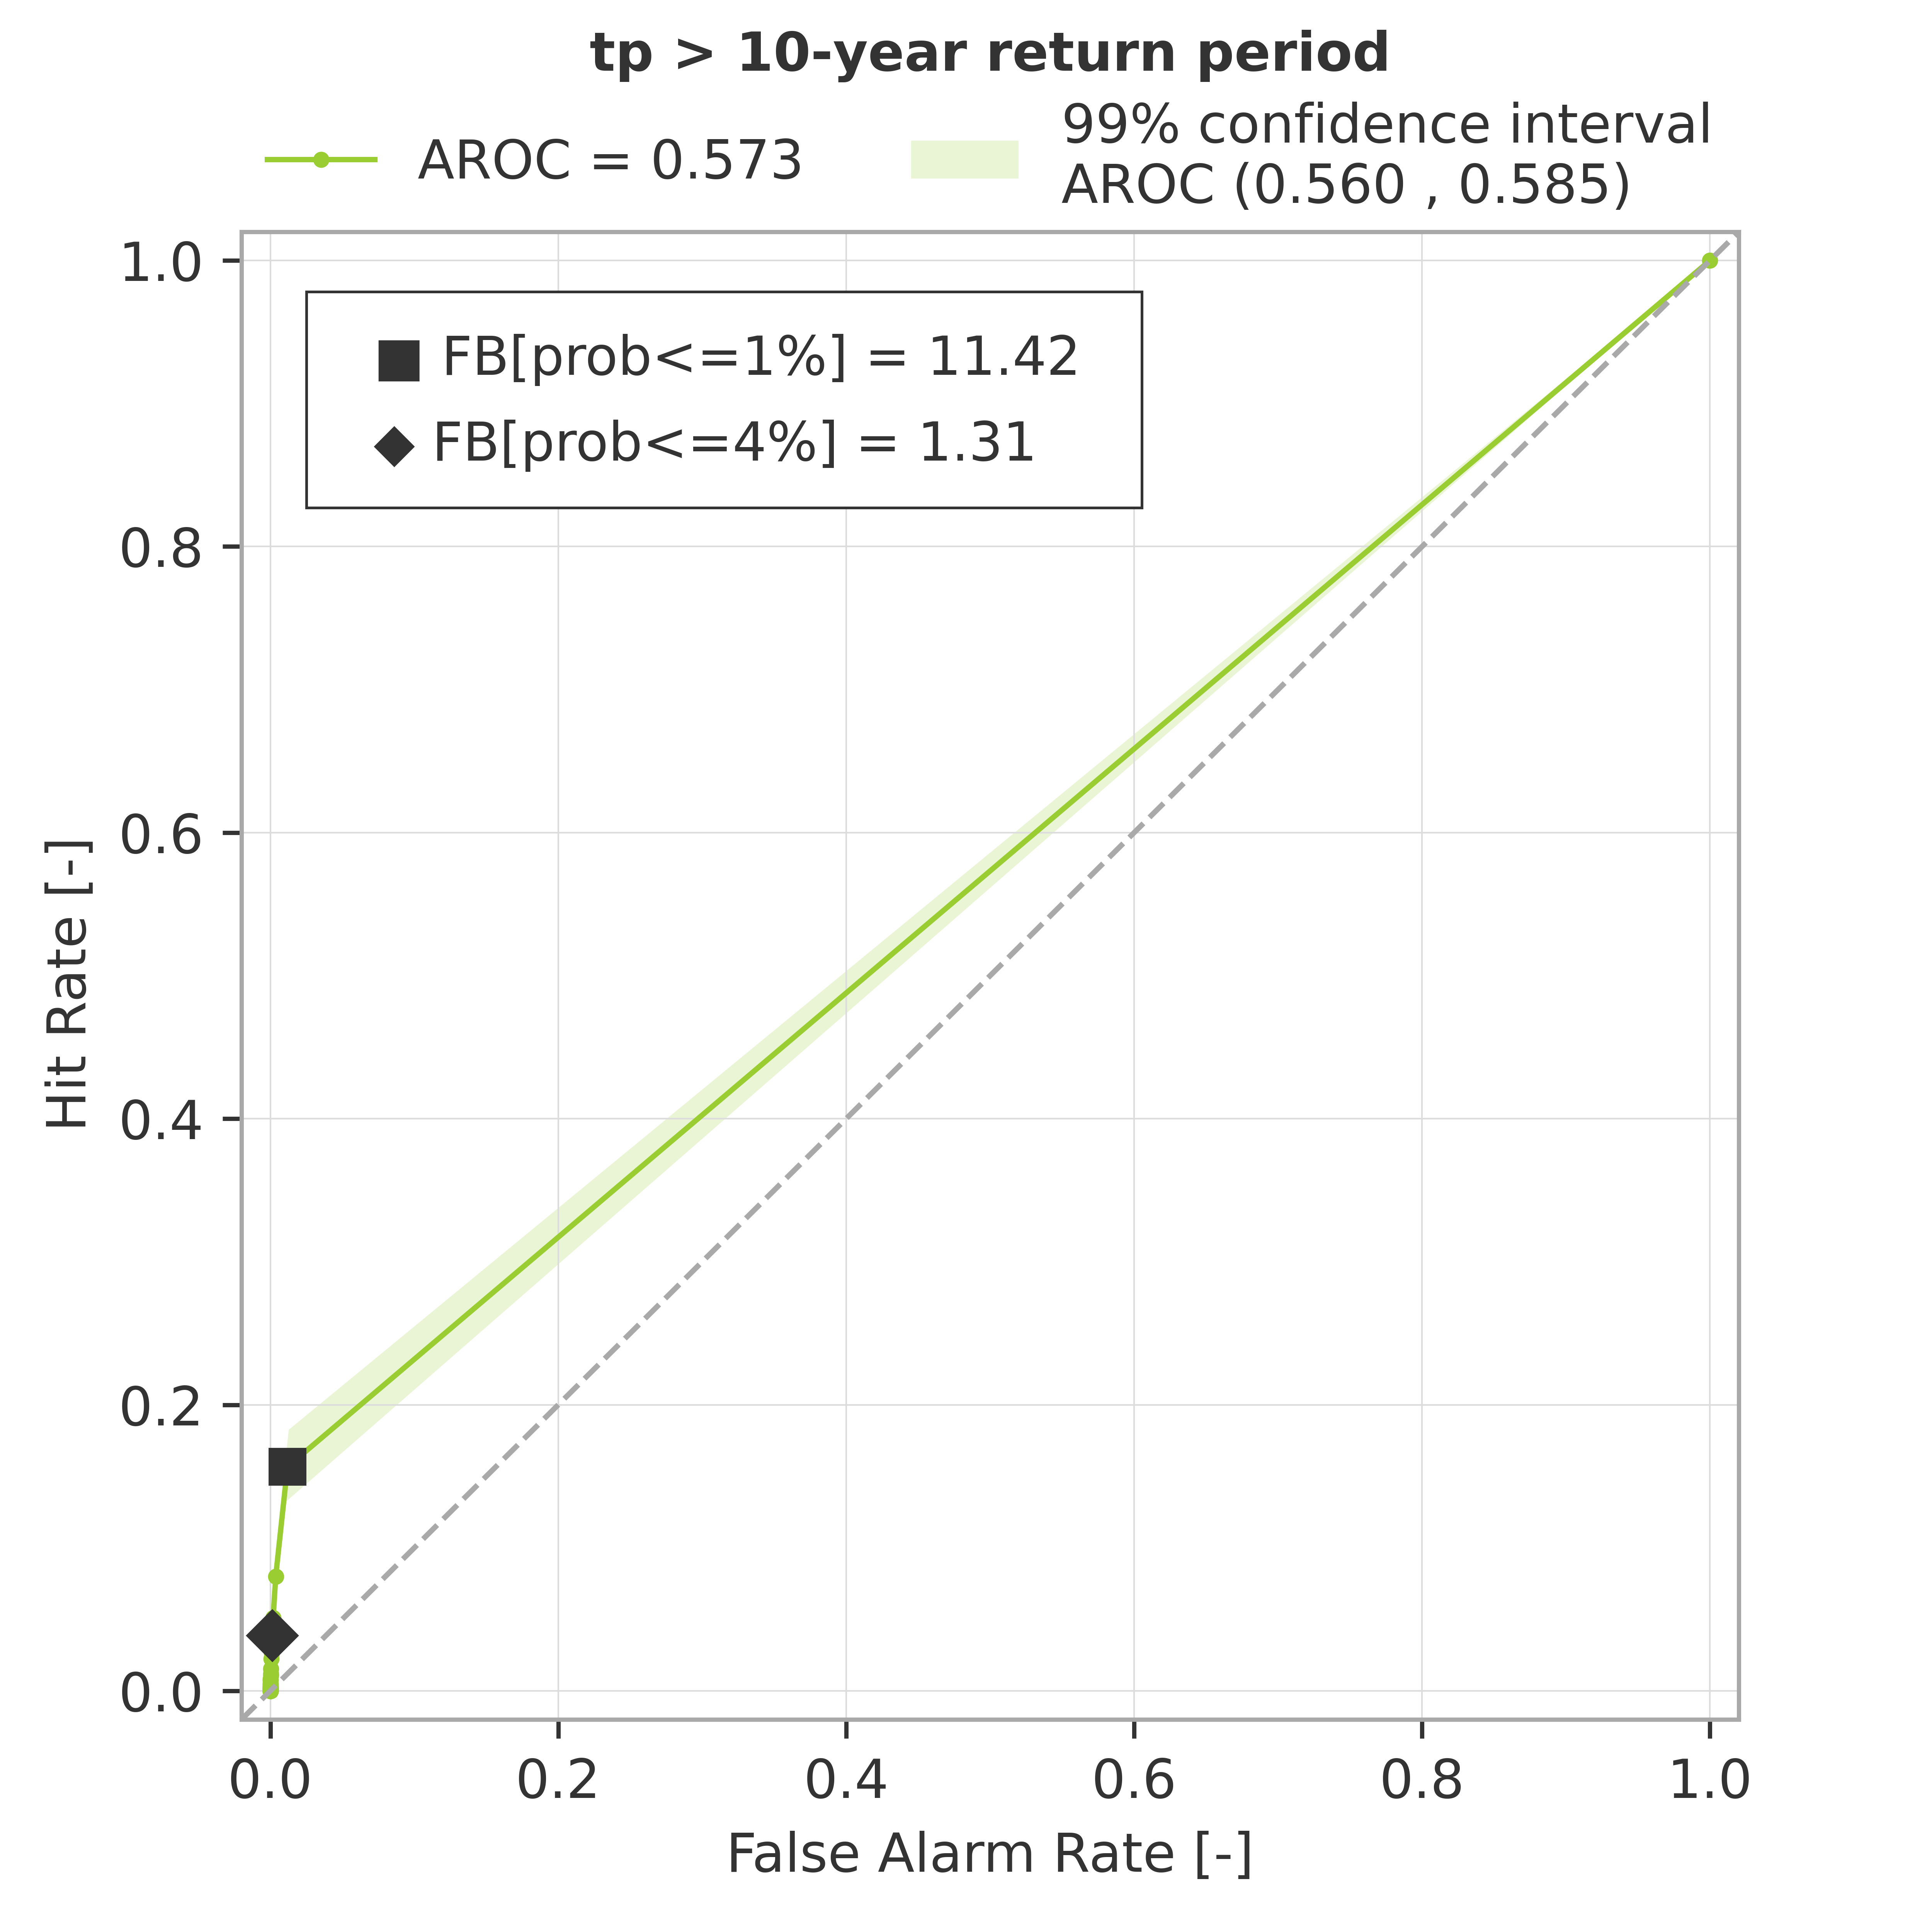 tp > 10-year return period
AROC = 0.573
99% confidence interval
AROC (0.560 , 0.585)
FB[prob<=1%] = 11.42
FB[prob<=4%] = 1.31
Hit Rate [-]
1.0
0.8
0.6
0.4
0.2
0.0
0.0 0.2 0.4 0.6 0.8 1.0
False Alarm Rate [-]